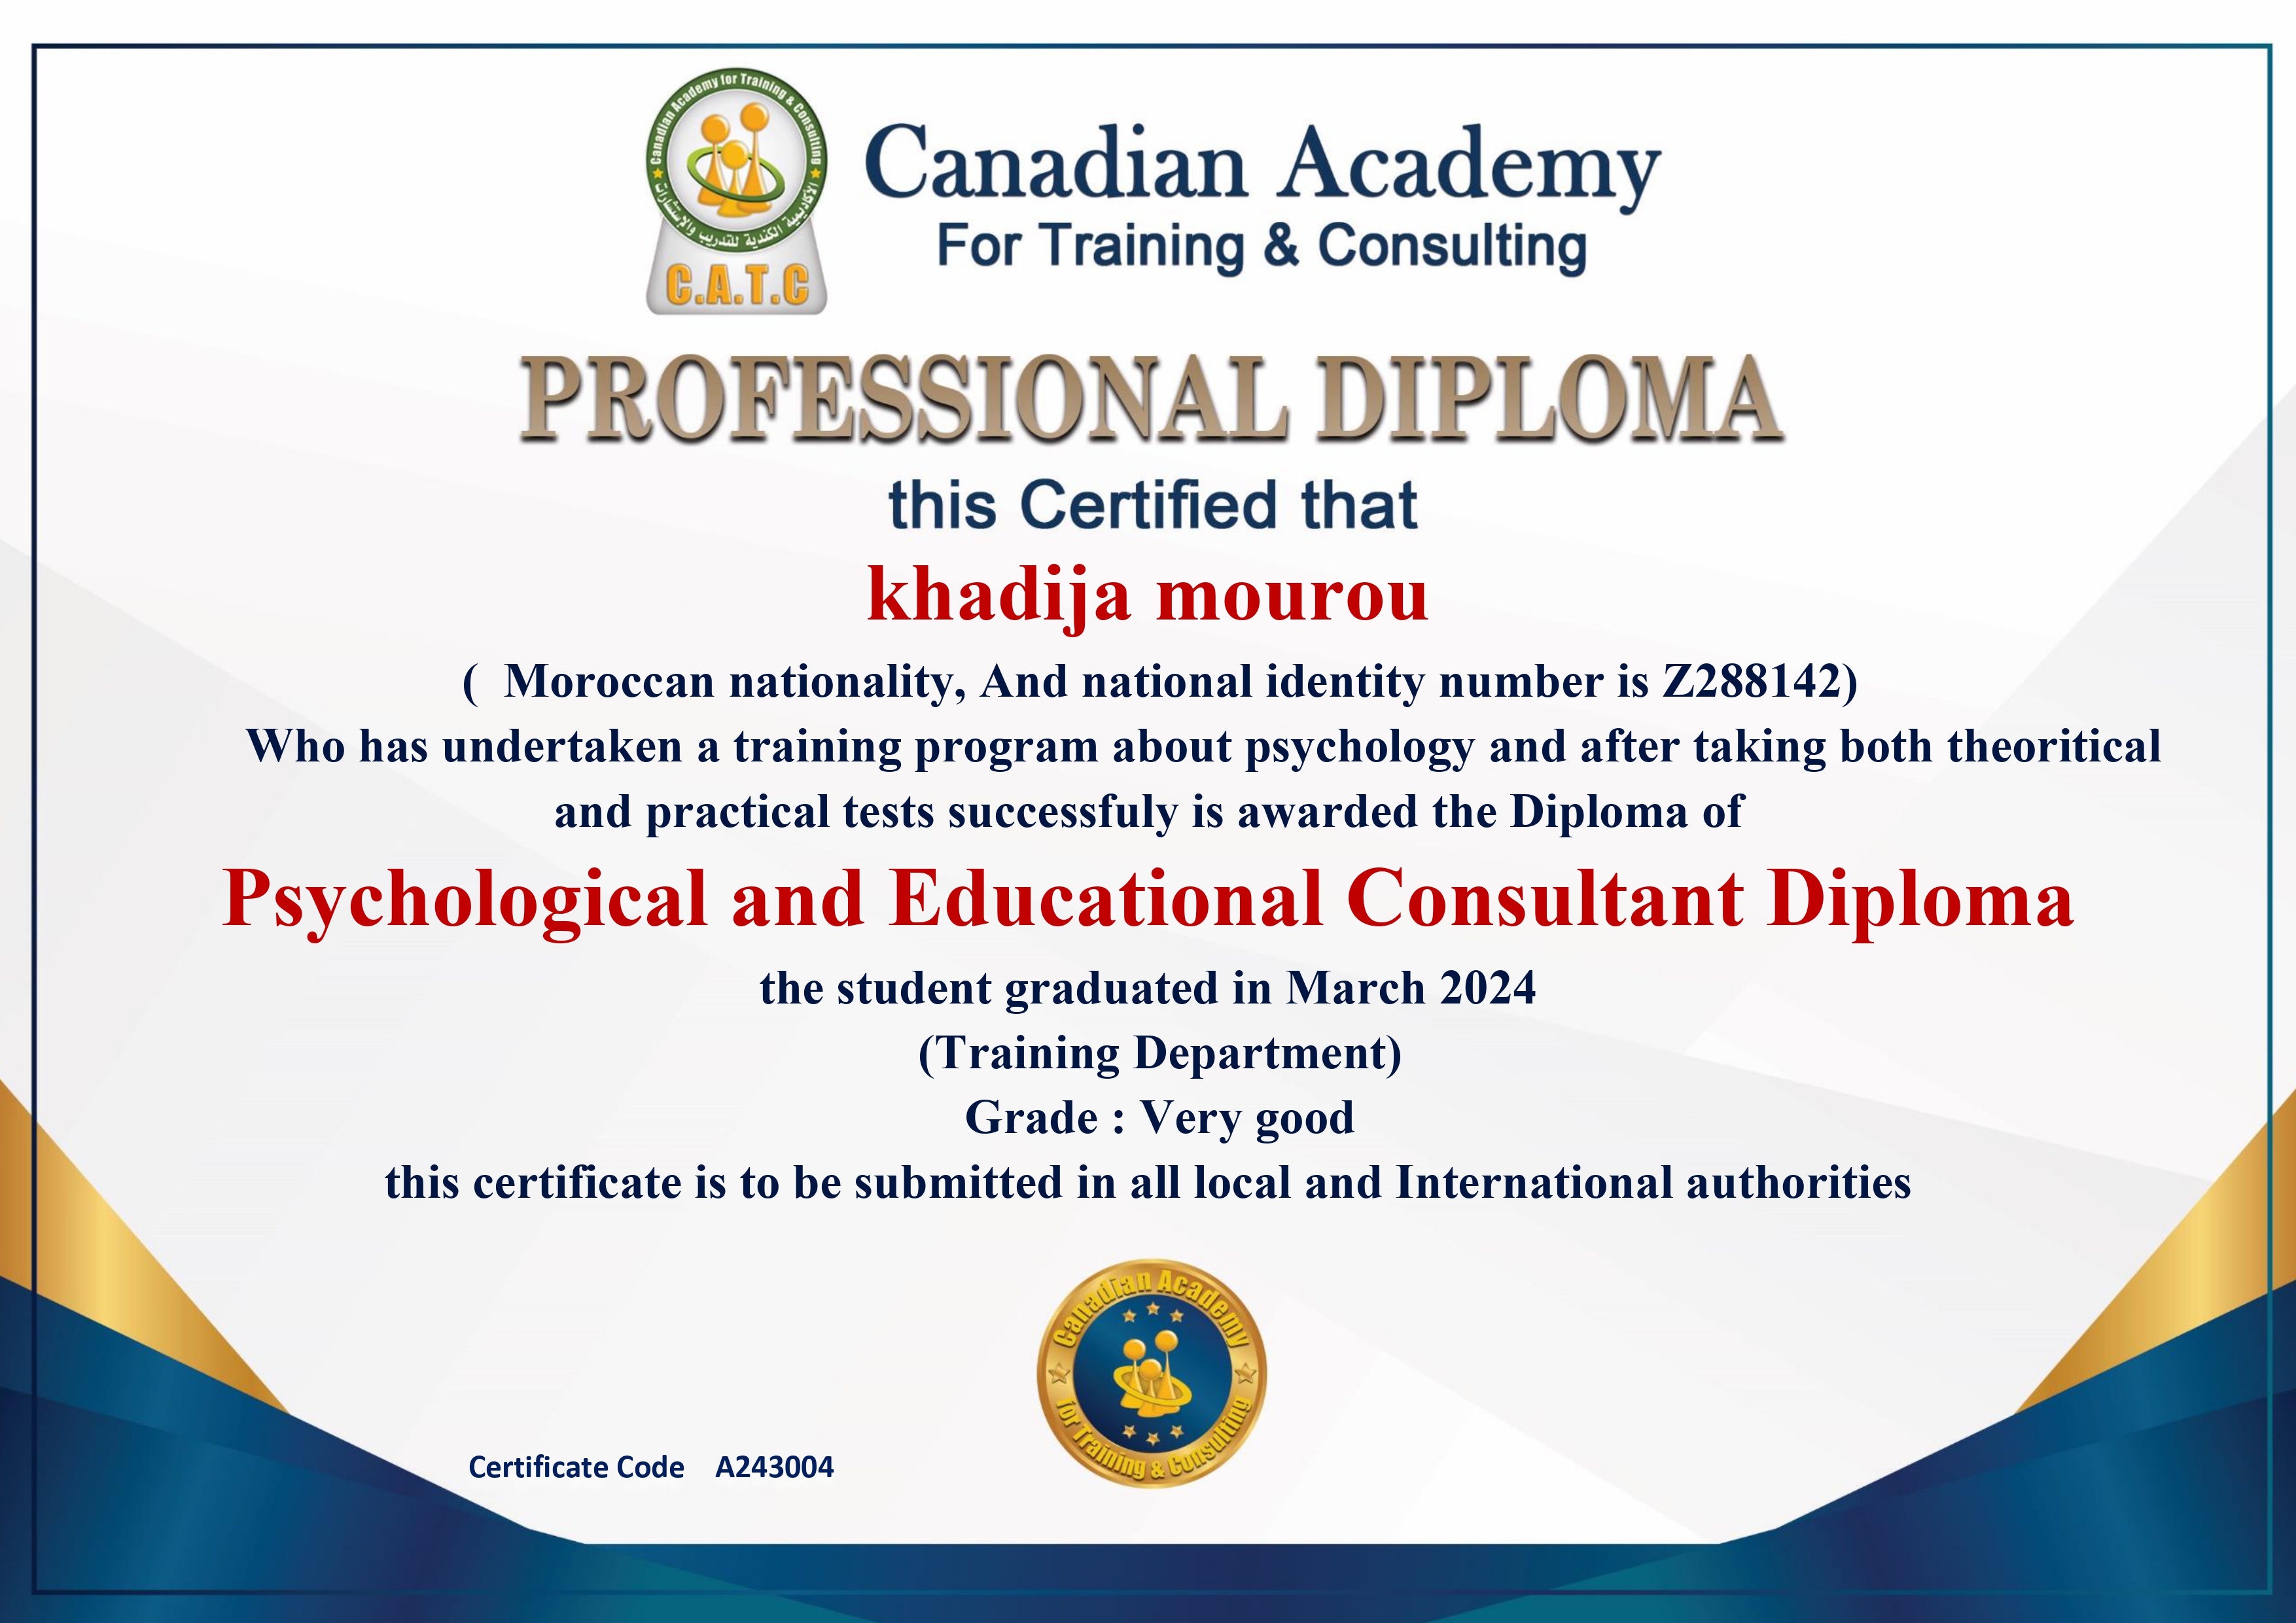 Canadian Academy for Training & Consulting
الأكاديمية الكندية للتدريب والإستشارات
C.A.T.C
Canadian Academy
For Training & Consulting
PROFESSIONAL DIPLOMA
this Certified that
khadija mourou
( Moroccan nationality, And national identity number is Z288142)
Who has undertaken a training program about psychology and after taking both theoritical
and practical tests successfuly is awarded the Diploma of
Psychological and Educational Consultant Diploma
the student graduated in March 2024
(Training Department)
Grade : Very good
this certificate is to be submitted in all local and International authorities
Canadian Academy
for Training & Consulting
Certificate Code A243004